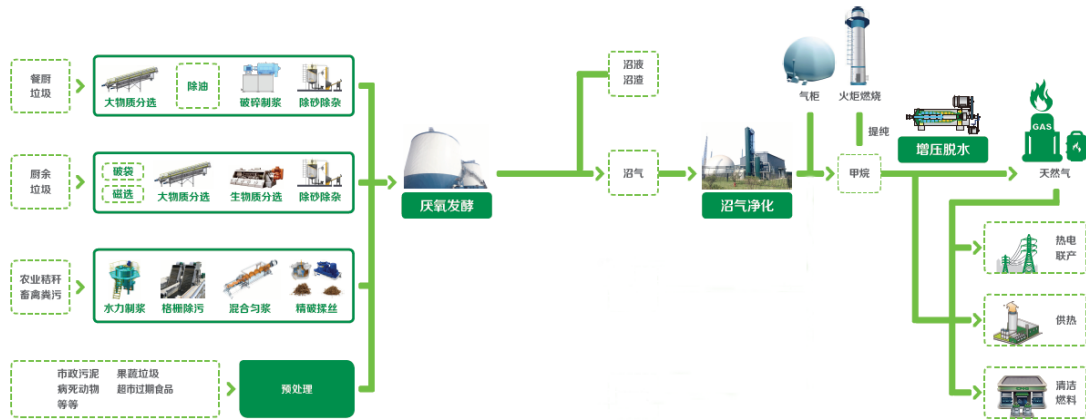 餐厨
垃圾
大物质分选
除油
破碎制浆
除砂除杂
厨余
垃圾
破袋
磁选
大物质分选
生物质分选
除砂除杂
农业秸秆
畜禽粪污
水力制浆
格栅除污
混合匀浆
精破揉丝
市政污泥 果蔬垃圾
病死动物 超市过期食品
等等
预处理
厌氧发酵
沼液
沼渣
沼气
沼气净化
气柜
火炬燃烧
提纯
甲烷
增压脱水
GAS
天然气
热电
联产
供热
清洁
燃料